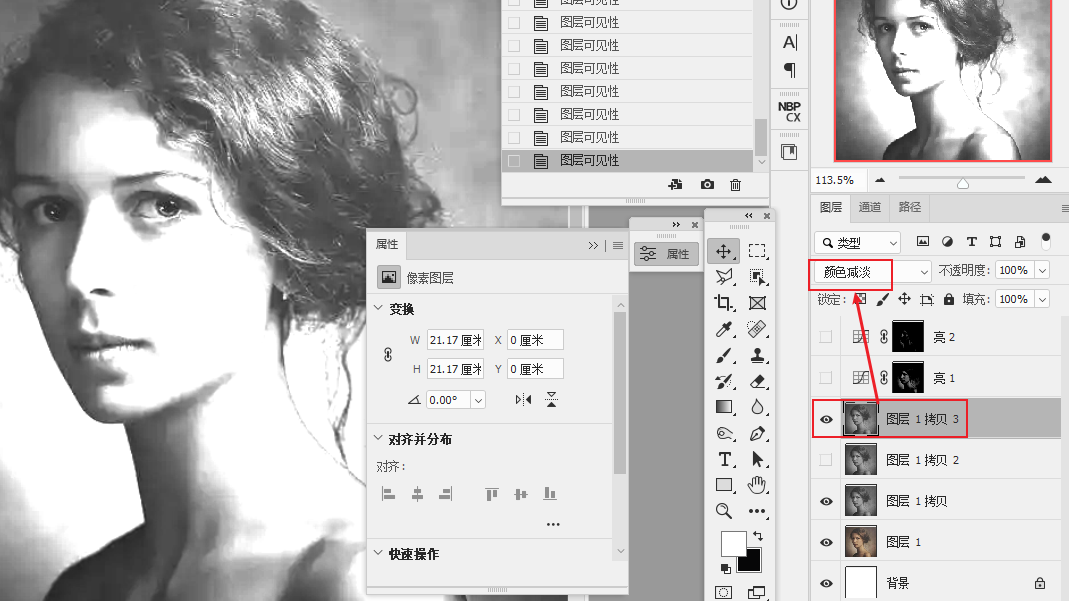 图层可见性
图层可见性
图层可见性
图层可见性
图层可见性
图层可见性
图层可见性
图层可见性
A
NBP
CX
113.5%
图层 通道 路径
类型
颜色减淡 不透明度: 100%
锁定: 填充: 100%
亮 2
亮 1
图层 1 拷贝 3
图层 1 拷贝 2
图层 1 拷贝
图层 1
背景
属性
属性
像素图层
变换
W 21.17 厘米 X 0 厘米
H 21.17 厘米 Y 0 厘米
0.00°
对齐并分布
对齐:
快速操作